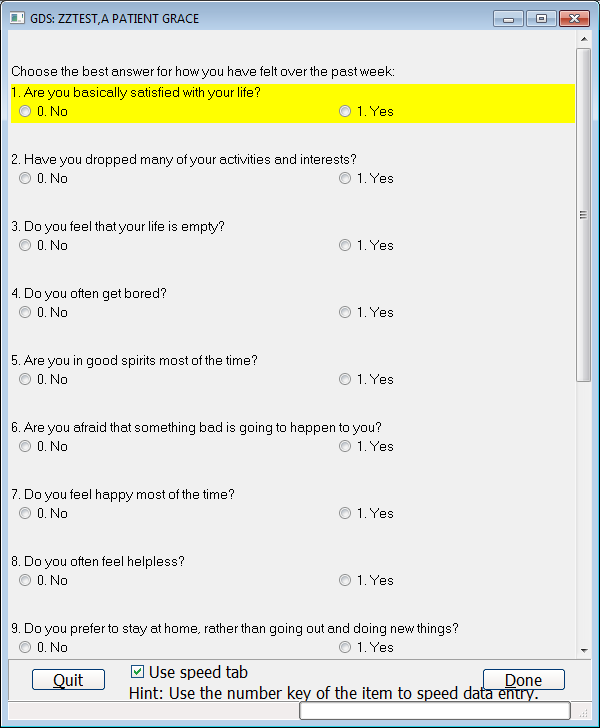 GDS: ZZTEST,A PATIENT GRACE
Choose the best answer for how you have felt over the past week:
1. Are you basically satisfied with your life?
0. No 1. Yes
2. Have you dropped many of your activities and interests?
0. No 1. Yes
3. Do you feel that your life is empty?
0. No 1. Yes
4. Do you often get bored?
0. No 1. Yes
5. Are you in good spirits most of the time?
0. No 1. Yes
6. Are you afraid that something bad is going to happen to you?
0. No 1. Yes
7. Do you feel happy most of the time?
0. No 1. Yes
8. Do you often feel helpless?
0. No 1. Yes
9. Do you prefer to stay at home, rather than going out and doing new things?
0. No 1. Yes
Quit Use speed tab Done
Hint: Use the number key of the item to speed data entry.